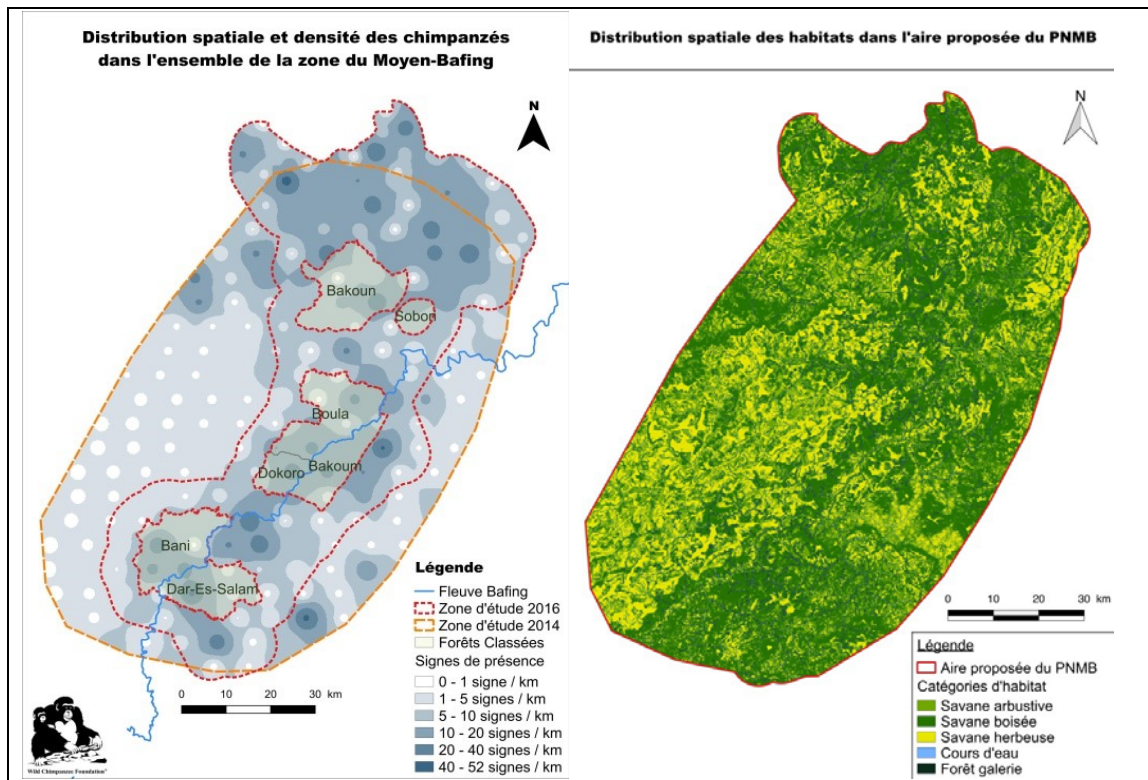 Distribution spatiale et densité des chimpanzés
dans l'ensemble de la zone du Moyen-Bafing
N
Bakoun
Sobon
Boula
Bakoum
Dokoro
Bani
Dar-Es-Salam
Légende
Fleuve Bafing
Zone d'étude 2016
Zone d'étude 2014
Forêts Classées
Signes de présence
0 - 1 signe / km
1 - 5 signes / km
5 - 10 signes / km
10 - 20 signes / km
20 - 40 signes / km
40 - 52 signes / km
0 10 20 30 km
Wild Chimpanzee Foundation
Distribution spatiale des habitats dans l'aire proposée du PNMB
N
0 10 20 30
km
Légende
Aire proposée du PNMB
Catégories d'habitat
Savane arbustive
Savane boisée
Savane herbeuse
Cours d'eau
Forêt galerie